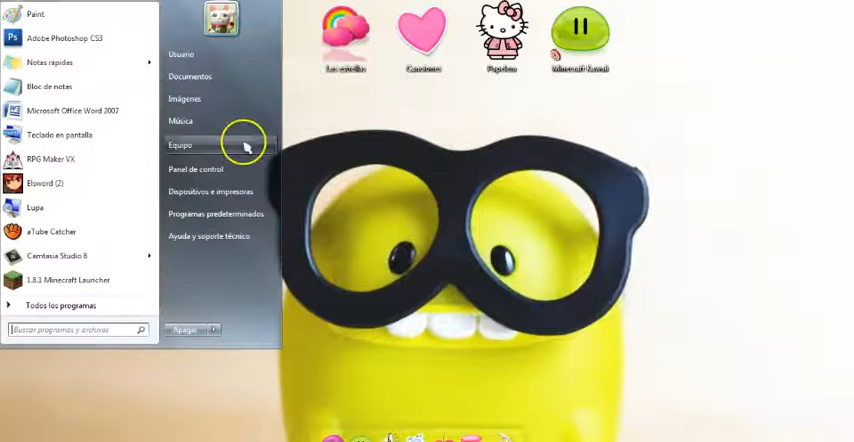 Paint
Adobe Photoshop CS3
Notas rápidas
Bloc de notas
Microsoft Office Word 2007
Teclado en pantalla
RPG Maker VX
Elsword (2)
Lupa
aTube Catcher
Camtasia Studio 8
1.8.1 Minecraft Launcher
Todos los programas
Buscar programas y archivos
Usuario
Documentos
Imágenes
Música
Equipo
Panel de control
Dispositivos e impresoras
Programas predeterminados
Ayuda y soporte técnico
Apagar
Las estrellas
Canciones
Papelera
Minecraft Kawaii